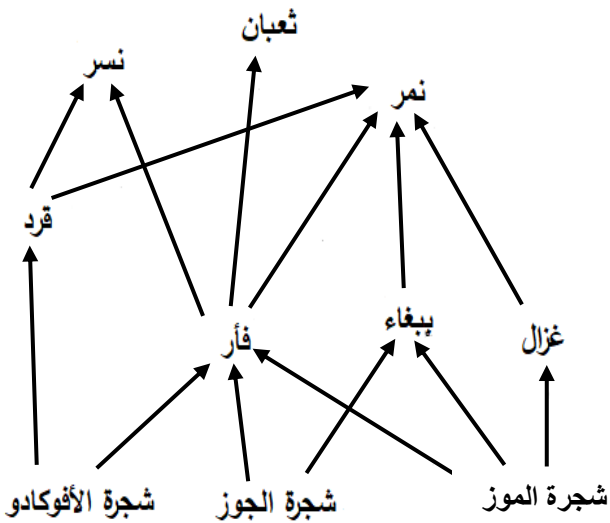 ثعبان
نسر
نمر
قرد
ببغاء
فأر
غزال
شجرة الموز
شجرة الجوز
شجرة الأفوكادو